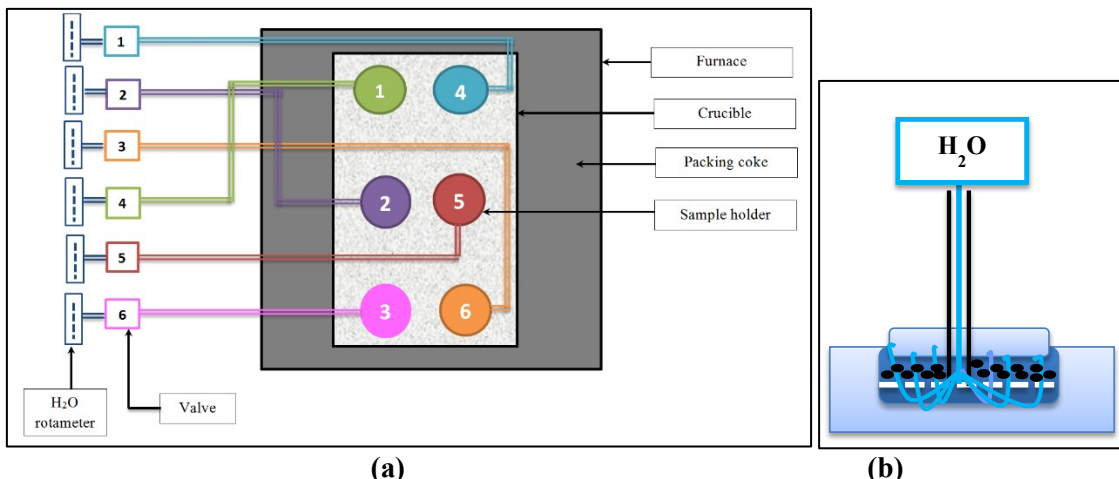 1
2
3
4
5
6
H₂O
rotameter
Valve
1
4
2
5
3
6
Furnace
Crucible
Packing coke
Sample holder
(a)
H₂O
(b)